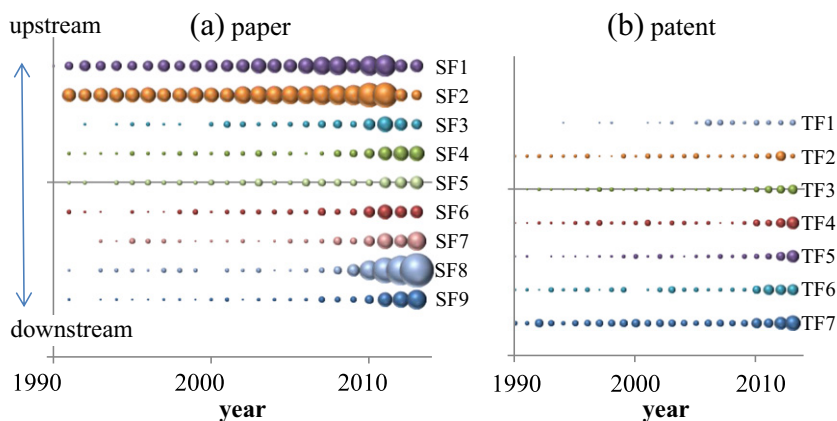 upstream
(a) paper
(b) patent
SF1
SF2
SF3
SF4
SF5
SF6
SF7
SF8
SF9
downstream
1990
2000
2010
year
TF1
TF2
TF3
TF4
TF5
TF6
TF7
1990
2000
2010
year